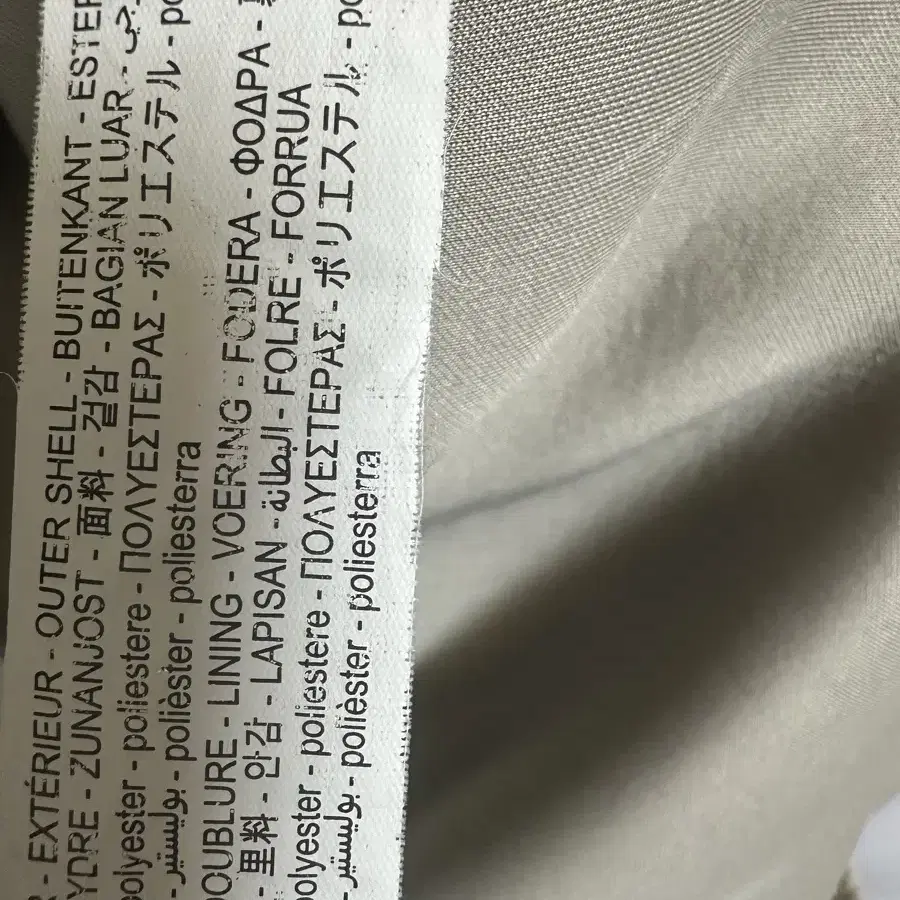 EXTÉRIEUR - OUTER SHELL - BUITENKANT - ESTER
YDRE - ZUNANJOST - 面料 - 겉감 - BAGIAN LUAR -
polyester - poliestere - ΠΟΛΥΕΣΤΕΡΑΣ - ポリエステル - po
- بوليستير - polièster - poliesterra
DOUBLURE - LINING - VOERING - FODERA - ΦΟΔΡΑ -
- 里料 - 안감 - LAPISAN - البطانة - FOLRE - FORRUA
polyester - poliestere - ΠΟΛΥΕΣΤΕΡΑΣ - ポリエステル - po
- بوليستير - polièster - poliesterra